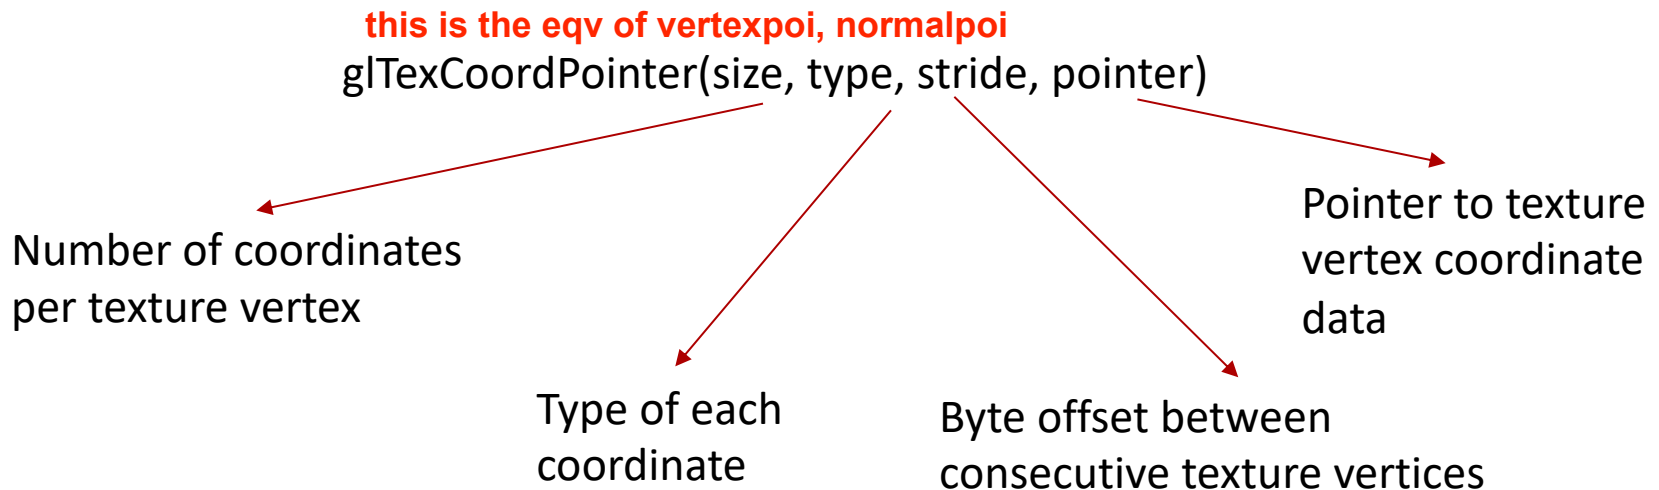 this is the eqv of vertexpoi, normalpoi
glTexCoordPointer(size, type, stride, pointer)
Number of coordinates
per texture vertex
Type of each
coordinate
Byte offset between
consecutive texture vertices
Pointer to texture
vertex coordinate
data